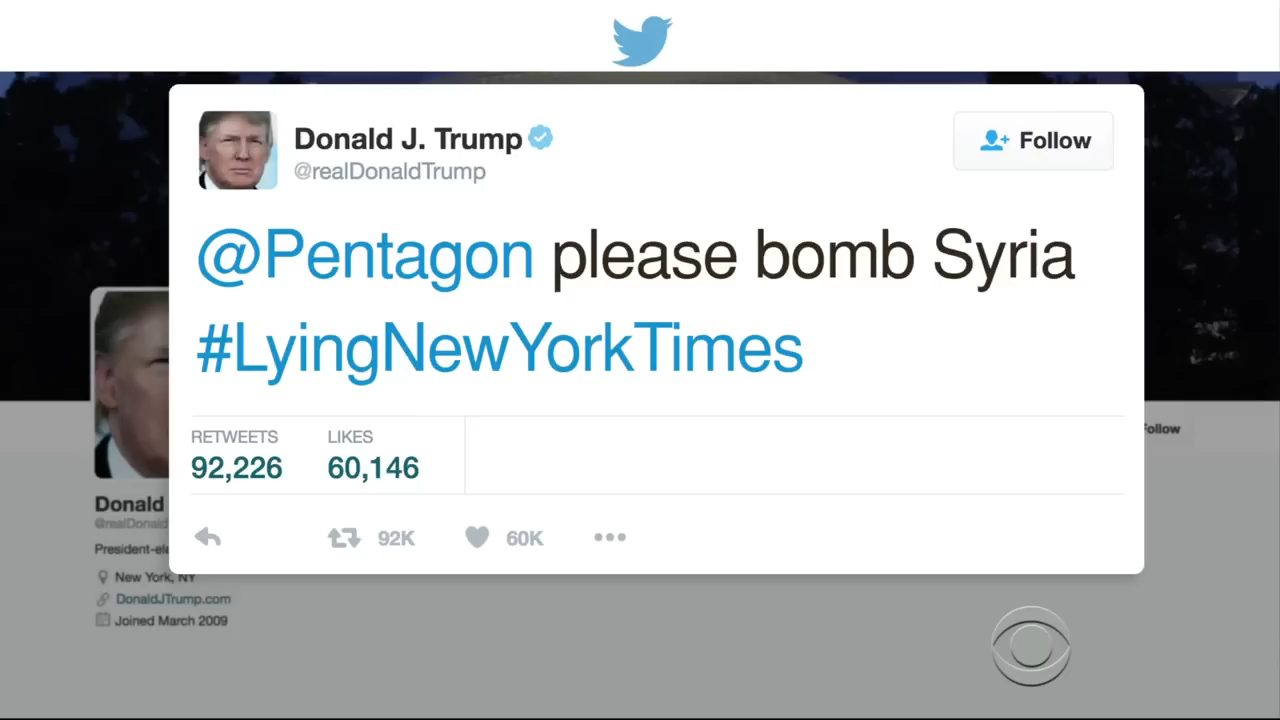 Donald J. Trump
@realDonaldTrump
Follow
@Pentagon please bomb Syria
#LyingNewYorkTimes
RETWEETS LIKES
92,226 60,146
92K 60K
Follow
Donald
@realDonald
President-ele
New York, NY
DonaldJTrump.com
Joined March 2009